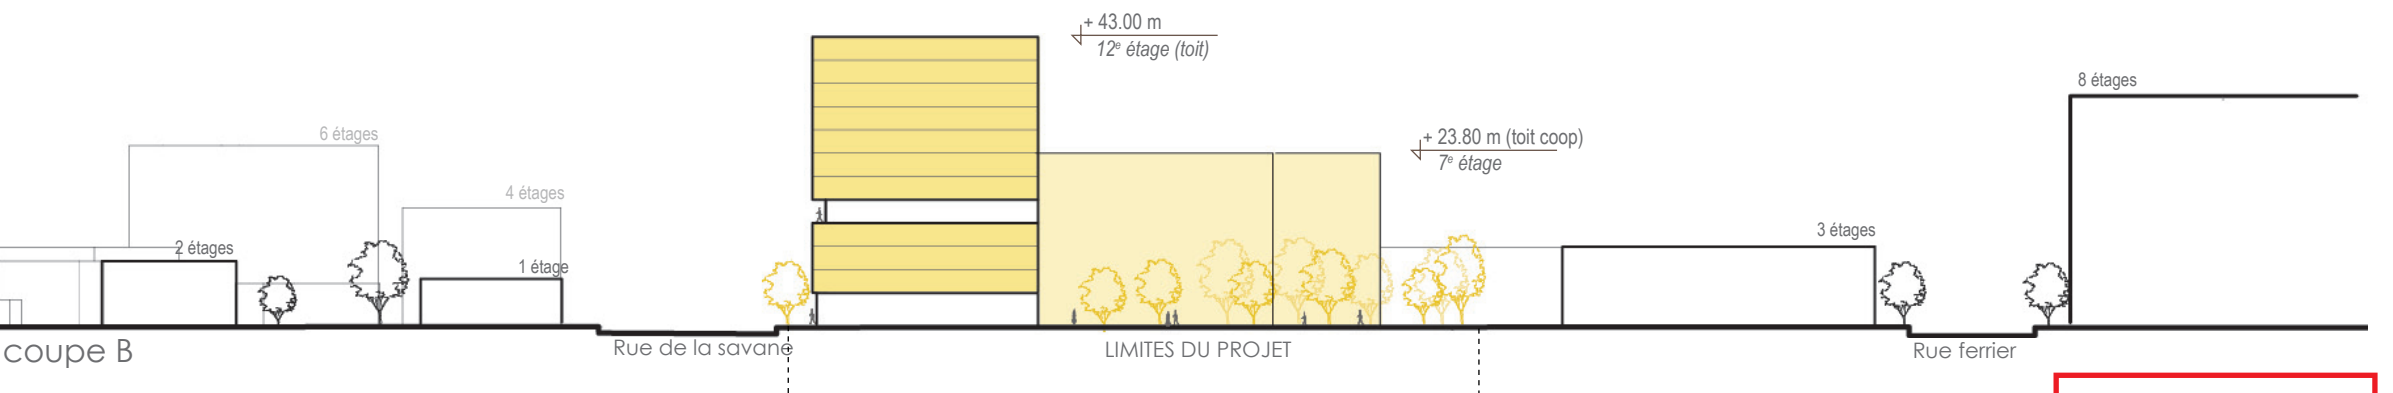 + 43.00 m
12e étage (toit)
8 étages
6 étages
+ 23.80 m (toit coop)
7e étage
4 étages
3 étages
2 étages
1 étage
coupe B
Rue de la savane
LIMITES DU PROJET
Rue ferrier